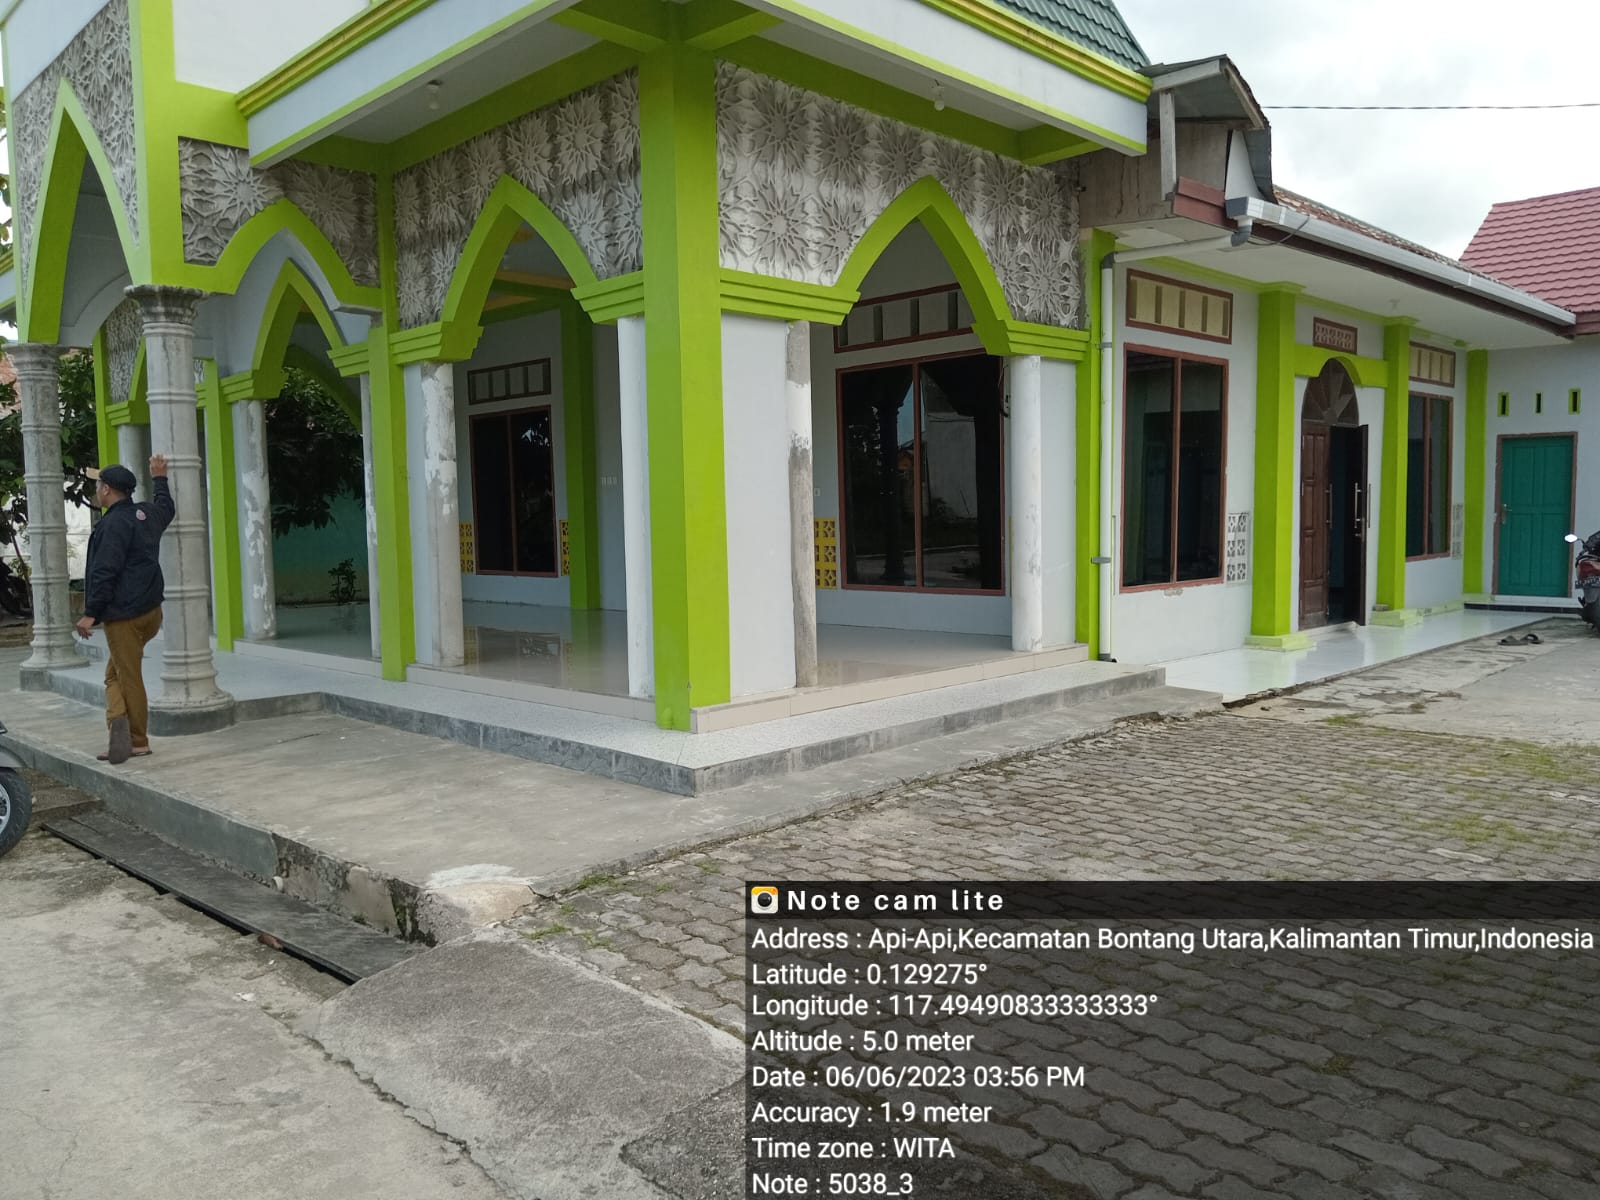 Note cam lite
Address : Api-Api,Kecamatan Bontang Utara,Kalimantan Timur,Indonesia
Latitude : 0.129275°
Longitude : 117.49490833333333°
Altitude : 5.0 meter
Date : 06/06/2023 03:56 PM
Accuracy : 1.9 meter
Time zone : WITA
Note : 5038_3